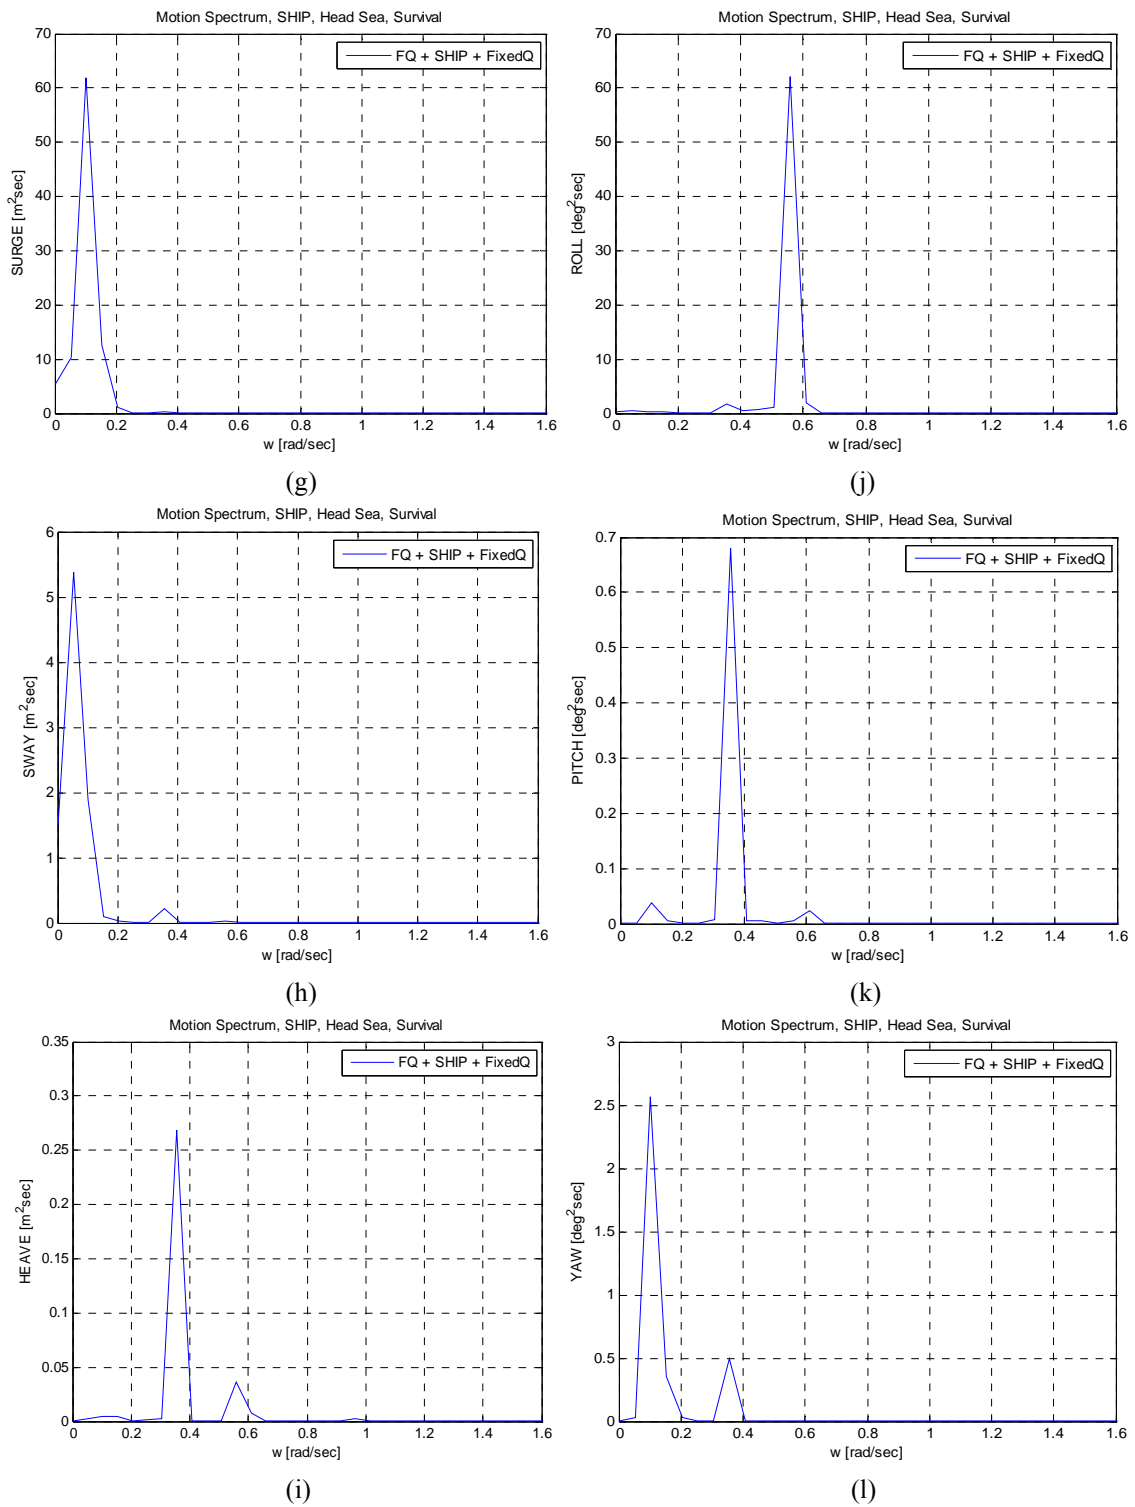 Motion Spectrum, SHIP, Head Sea, Survival
FQ + SHIP + FixedQ
SURGE [m²sec]
70
60
50
40
30
20
10
0
0 0.2 0.4 0.6 0.8 1 1.2 1.4 1.6
w [rad/sec]
(g)
Motion Spectrum, SHIP, Head Sea, Survival
FQ + SHIP + FixedQ
ROLL [deg²sec]
70
60
50
40
30
20
10
0
0 0.2 0.4 0.6 0.8 1 1.2 1.4 1.6
w [rad/sec]
(j)
Motion Spectrum, SHIP, Head Sea, Survival
FQ + SHIP + FixedQ
SWAY [m²sec]
6
5
4
3
2
1
0
0 0.2 0.4 0.6 0.8 1 1.2 1.4 1.6
w [rad/sec]
(h)
Motion Spectrum, SHIP, Head Sea, Survival
FQ + SHIP + FixedQ
PITCH [deg²sec]
0.7
0.6
0.5
0.4
0.3
0.2
0.1
0
0 0.2 0.4 0.6 0.8 1 1.2 1.4 1.6
w [rad/sec]
(k)
Motion Spectrum, SHIP, Head Sea, Survival
FQ + SHIP + FixedQ
HEAVE [m²sec]
0.35
0.3
0.25
0.2
0.15
0.1
0.05
0
0 0.2 0.4 0.6 0.8 1 1.2 1.4 1.6
w [rad/sec]
(i)
Motion Spectrum, SHIP, Head Sea, Survival
FQ + SHIP + FixedQ
YAW [deg²sec]
3
2.5
2
1.5
1
0.5
0
0 0.2 0.4 0.6 0.8 1 1.2 1.4 1.6
w [rad/sec]
(l)